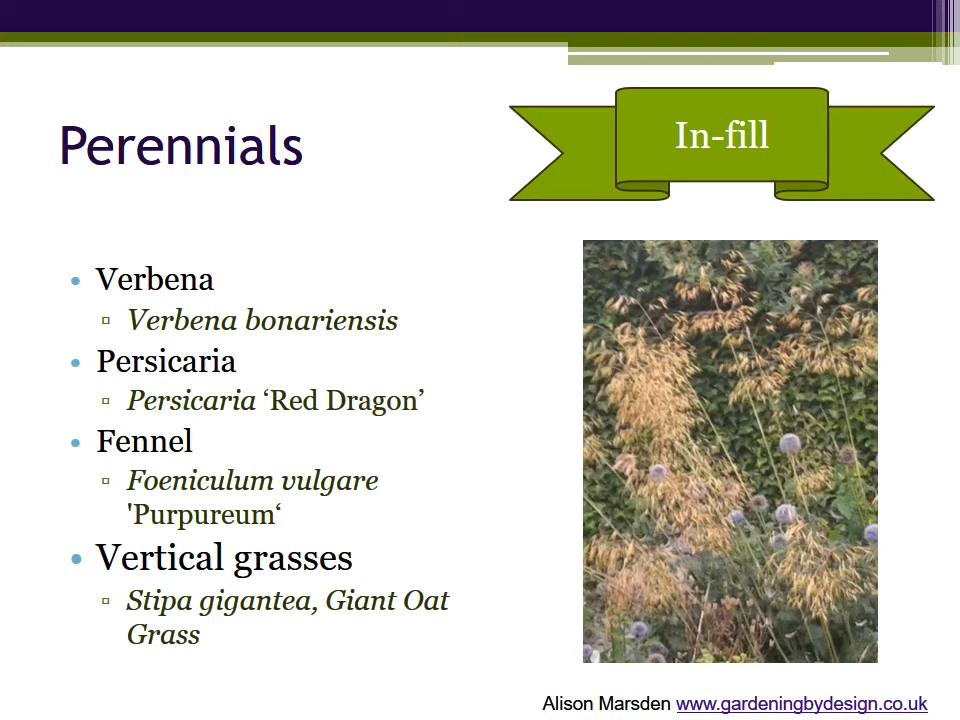 Perennials
In-fill
• Verbena
▫ Verbena bonariensis
• Persicaria
▫ Persicaria ‘Red Dragon’
• Fennel
▫ Foeniculum vulgare
'Purpureum‘
• Vertical grasses
▫ Stipa gigantea, Giant Oat
Grass
Alison Marsden www.gardeningbydesign.co.uk